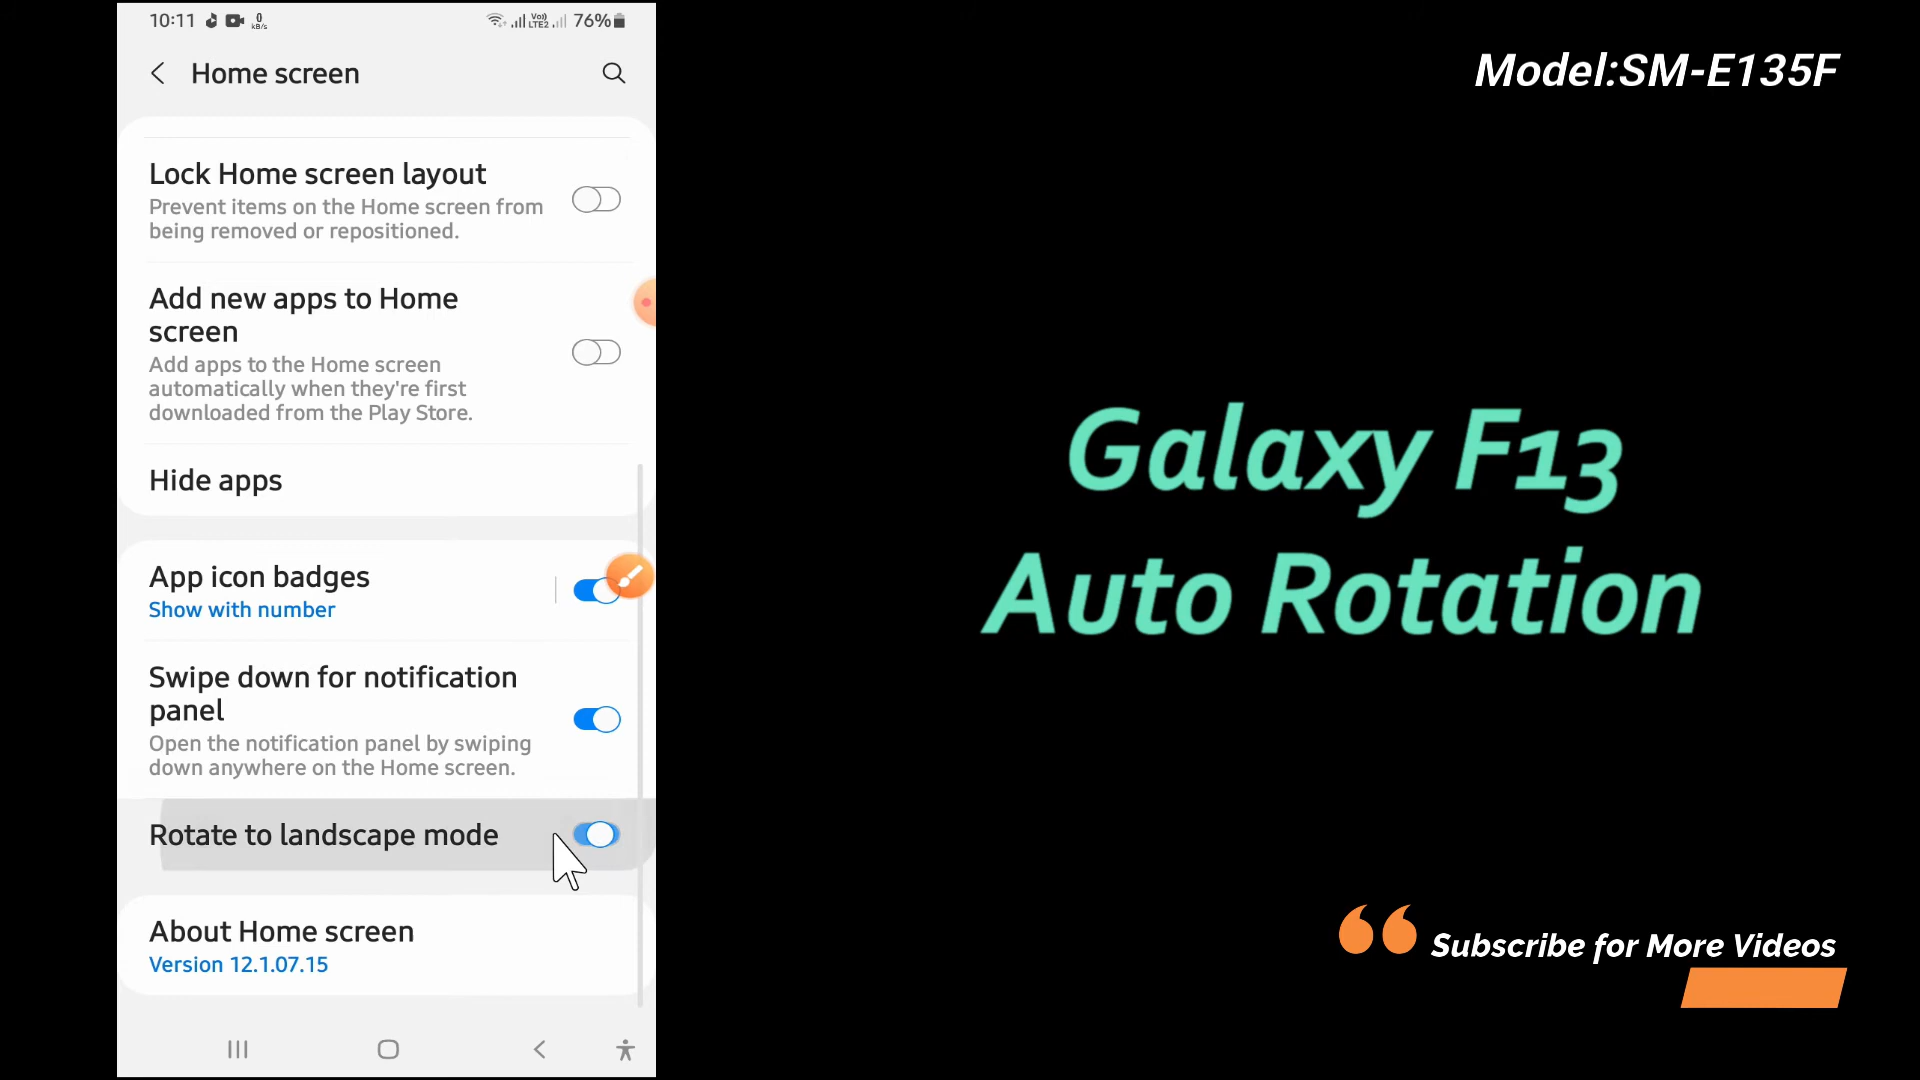 10:11
0
kB/s
Vo))
LTE2
76%
Home screen
Model:SM-E135F
Lock Home screen layout
Prevent items on the Home screen from
being removed or repositioned.
Add new apps to Home
screen
Add apps to the Home screen
automatically when they're first
downloaded from the Play Store.
Hide apps
App icon badges
Show with number
Swipe down for notification
panel
Open the notification panel by swiping
down anywhere on the Home screen.
Rotate to landscape mode
About Home screen
Version 12.1.07.15
Galaxy F13
Auto Rotation
Subscribe for More Videos